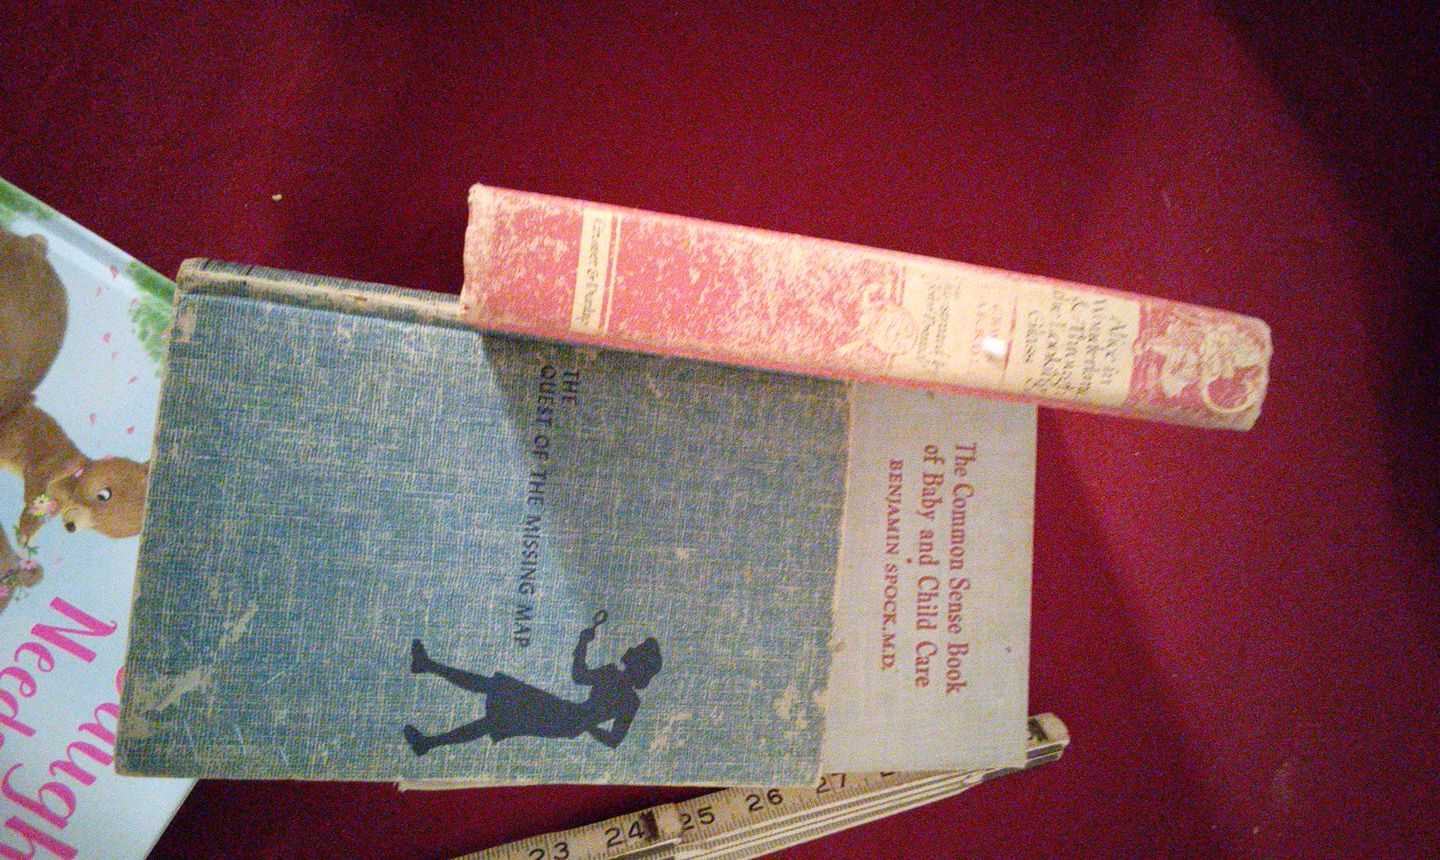 Alice in
Wonderland
& Through
the Looking
Glass
Grosset & Dunlap
THE
QUEST OF THE MISSING MAP
The Common Sense Book
of Baby and Child Care
BENJAMIN SPOCK, M.D.
23 24 25 26 27